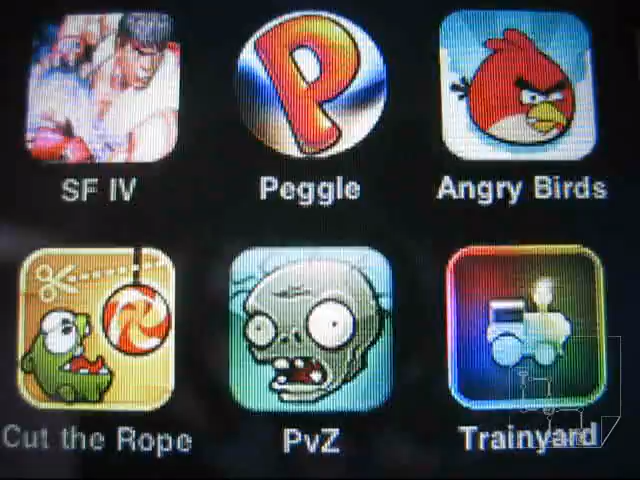 SF IV
Peggle
Angry Birds
Cut the Rope
PvZ
Trainyard